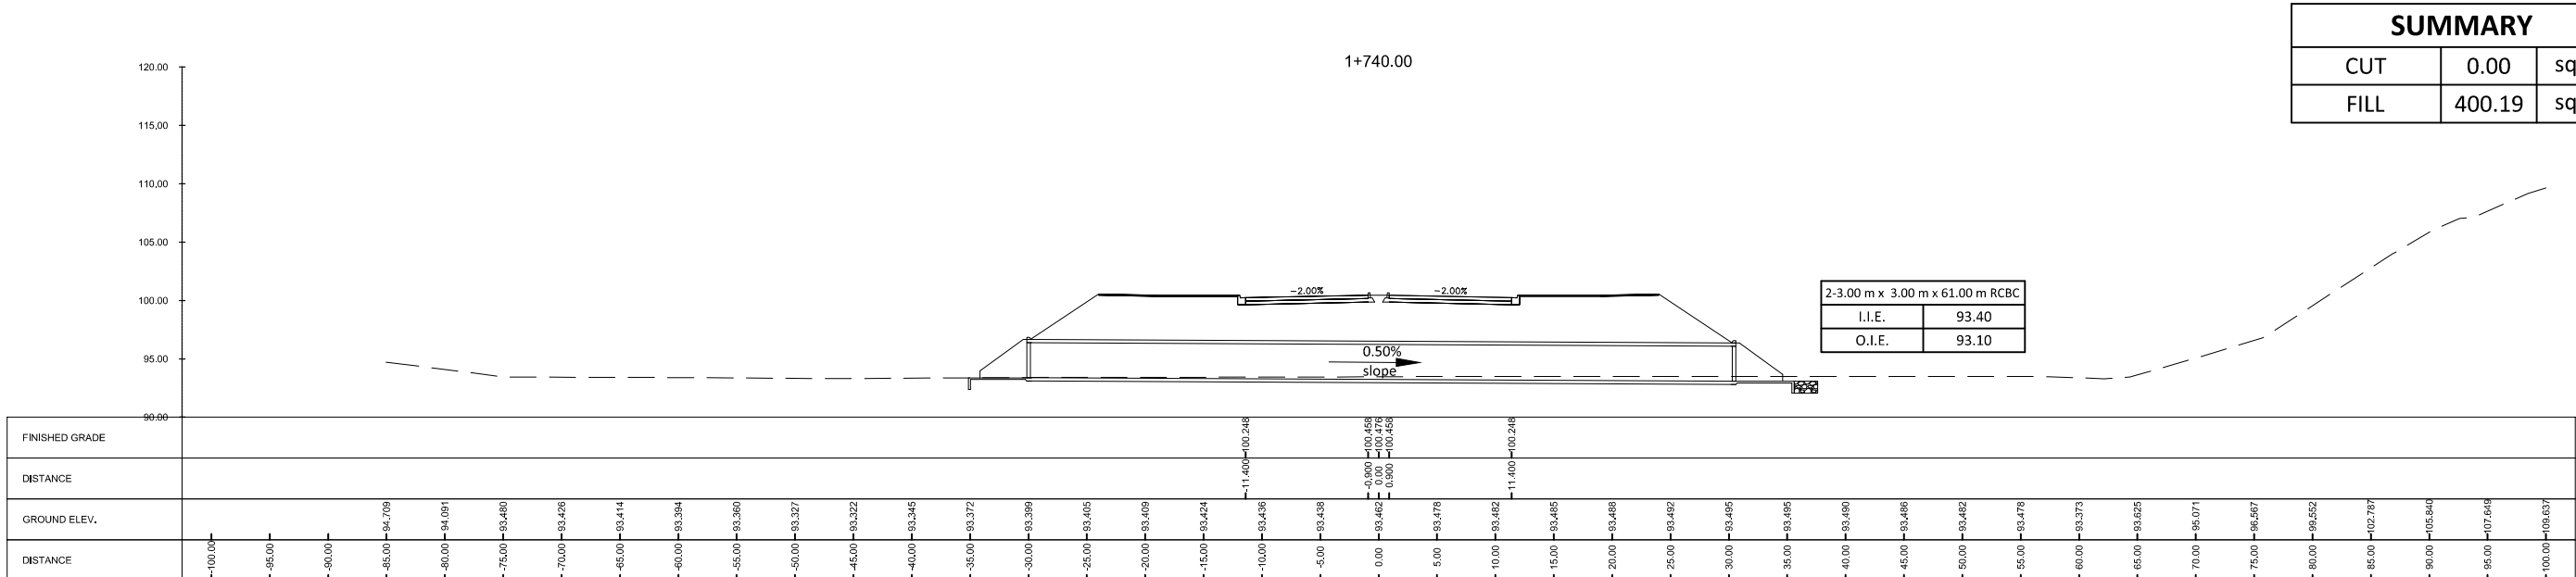 SUMMARY
CUT 0.00 sq
FILL 400.19 sq
1+740.00
120.00
115.00
110.00
105.00
100.00
95.00
90.00
-2.00% -2.00%
0.50%
slope
2-3.00 m x 3.00 m x 61.00 m RCBC
I.I.E. 93.40
O.I.E. 93.10
FINISHED GRADE 100.248 100.458 100.476 100.458 100.248
DISTANCE -11.400 -0.900 0.00 0.900 11.400
GROUND ELEV. 94.709 94.091 93.480 93.426 93.414 93.394 93.360 93.327 93.322 93.345 93.372 93.399 93.405 93.409 93.424 93.436 93.438 93.462 93.478 93.482 93.485 93.488 93.492 93.495 93.495 93.490 93.486 93.482 93.478 93.373 93.625 95.071 96.567 99.552 102.787 105.840 107.649 109.637
DISTANCE -100.00 -95.00 -90.00 -85.00 -80.00 -75.00 -70.00 -65.00 -60.00 -55.00 -50.00 -45.00 -40.00 -35.00 -30.00 -25.00 -20.00 -15.00 -10.00 -5.00 0.00 5.00 10.00 15.00 20.00 25.00 30.00 35.00 40.00 45.00 50.00 55.00 60.00 65.00 70.00 75.00 80.00 85.00 90.00 95.00 100.00